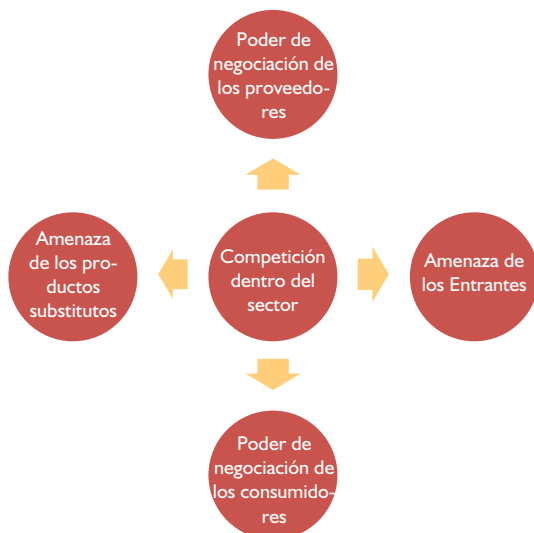 Poder de
negociación de
los proveedo-
res
Amenaza
de los pro-
ductos
substitutos
Competición
dentro del
sector
Amenaza de
los Entrantes
Poder de
negociación de
los consumido-
res